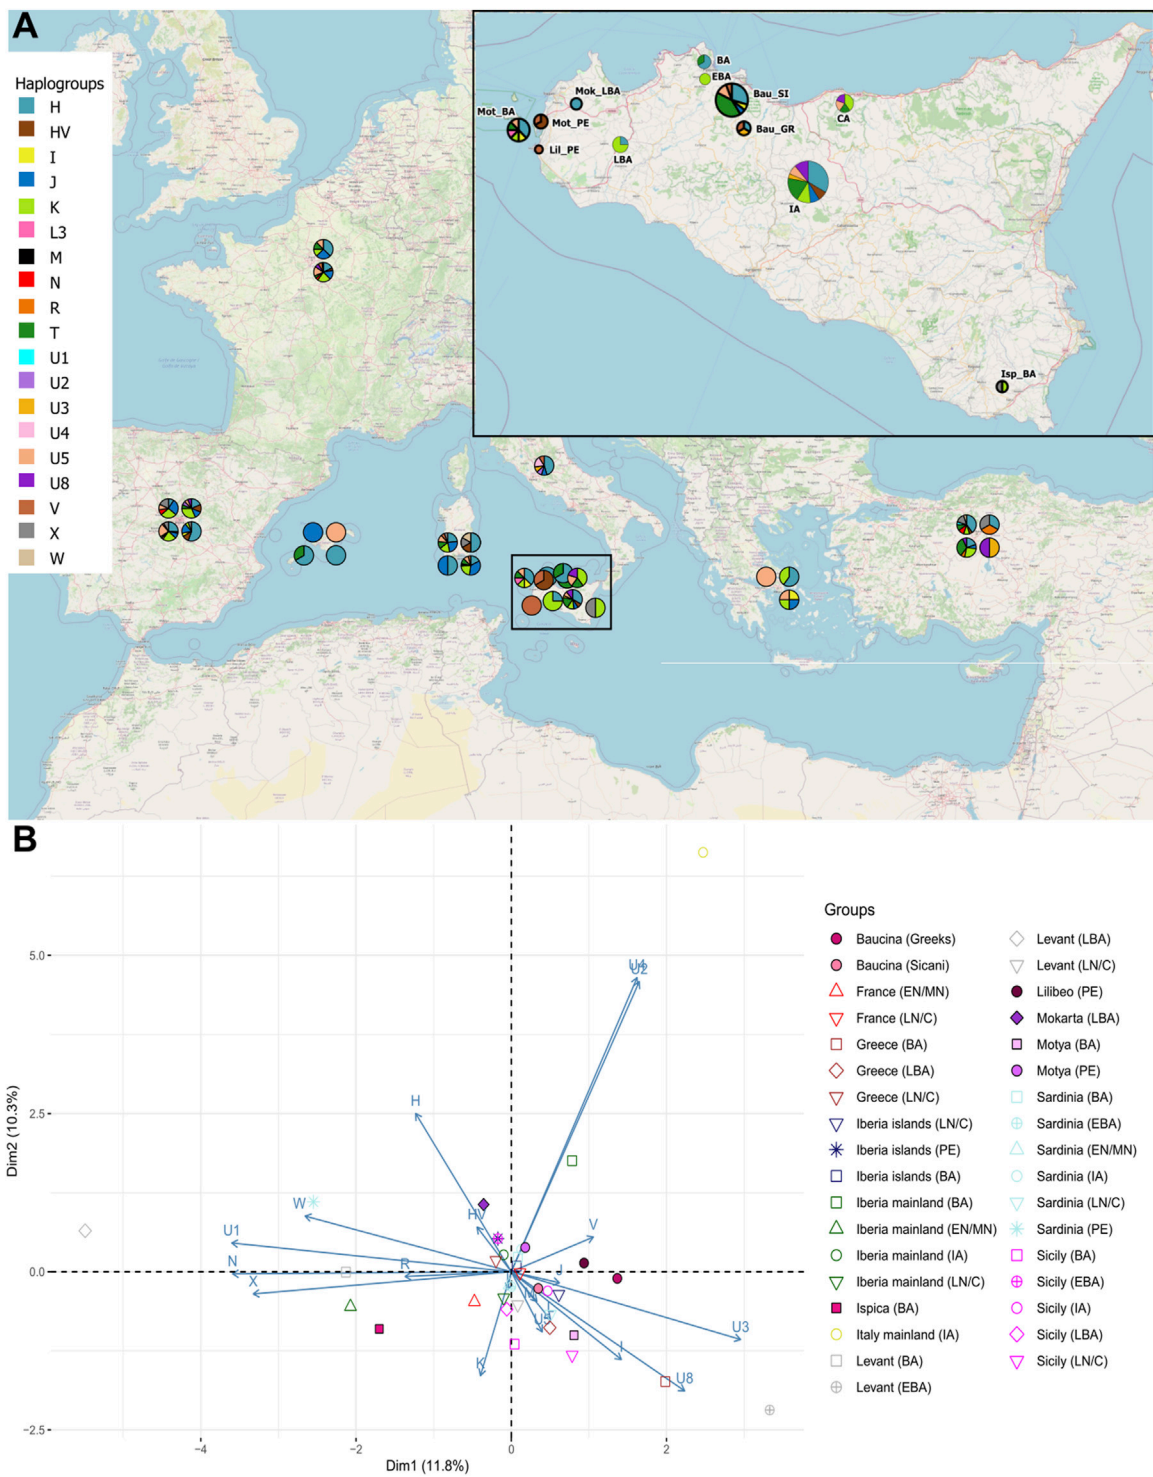 A
Haplogroups
H
HV
I
J
K
L3
M
N
R
T
U1
U2
U3
U4
U5
U8
V
X
W
BA
EBA
Mok_LBA
Bau_SI
Mot_BA
Mot_PE
CA
Bau_GR
Lil_PE
LBA
IA
Isp_BA
B
Dim2 (10.3%)
5.0
2.5
0.0
-2.5
-4
-2
0
2
Dim1 (11.8%)
U4
U2
H
W
HV
U1
V
N
R
J
X
U5
U3
I
K
U8
Groups
Baucina (Greeks)
Baucina (Sicani)
France (EN/MN)
France (LN/C)
Greece (BA)
Greece (LBA)
Greece (LN/C)
Iberia islands (LN/C)
Iberia islands (PE)
Iberia islands (BA)
Iberia mainland (BA)
Iberia mainland (EN/MN)
Iberia mainland (IA)
Iberia mainland (LN/C)
Ispica (BA)
Italy mainland (IA)
Levant (BA)
Levant (EBA)
Levant (LBA)
Levant (LN/C)
Lilibeo (PE)
Mokarta (LBA)
Motya (BA)
Motya (PE)
Sardinia (BA)
Sardinia (EBA)
Sardinia (EN/MN)
Sardinia (IA)
Sardinia (LN/C)
Sardinia (PE)
Sicily (BA)
Sicily (EBA)
Sicily (IA)
Sicily (LBA)
Sicily (LN/C)